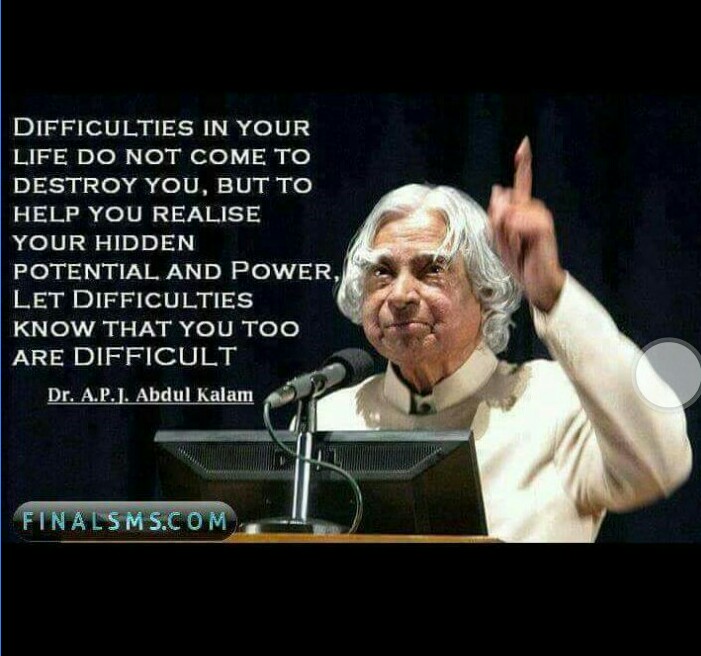 DIFFICULTIES IN YOUR
LIFE DO NOT COME TO
DESTROY YOU, BUT TO
HELP YOU REALISE
YOUR HIDDEN
POTENTIAL AND POWER,
LET DIFFICULTIES
KNOW THAT YOU TOO
ARE DIFFICULT
Dr. A.P.J. Abdul Kalam
FINALSMS.COM